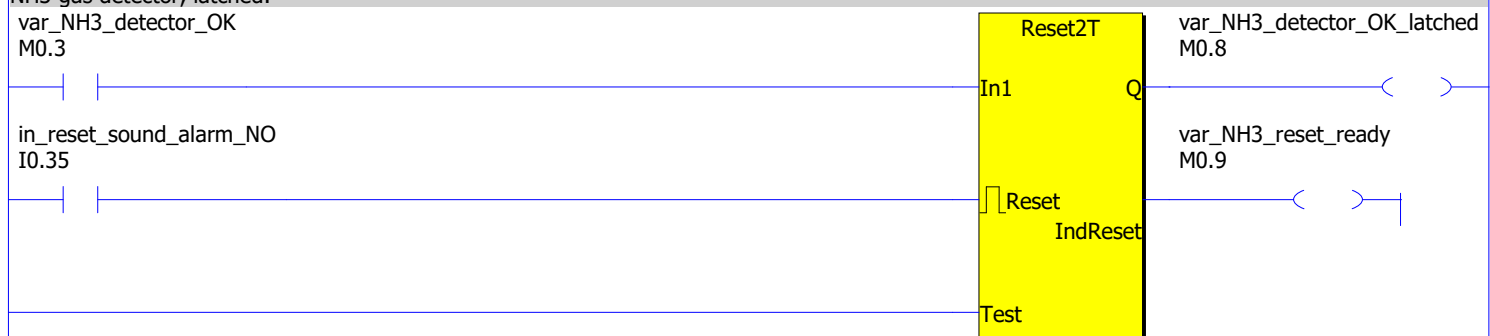 NH3 gas detector, latched.
var_NH3_detector_OK
M0.3
Reset2T
var_NH3_detector_OK_latched
M0.8
In1
Q
in_reset_sound_alarm_NO
I0.35
var_NH3_reset_ready
M0.9
Reset
IndReset
Test